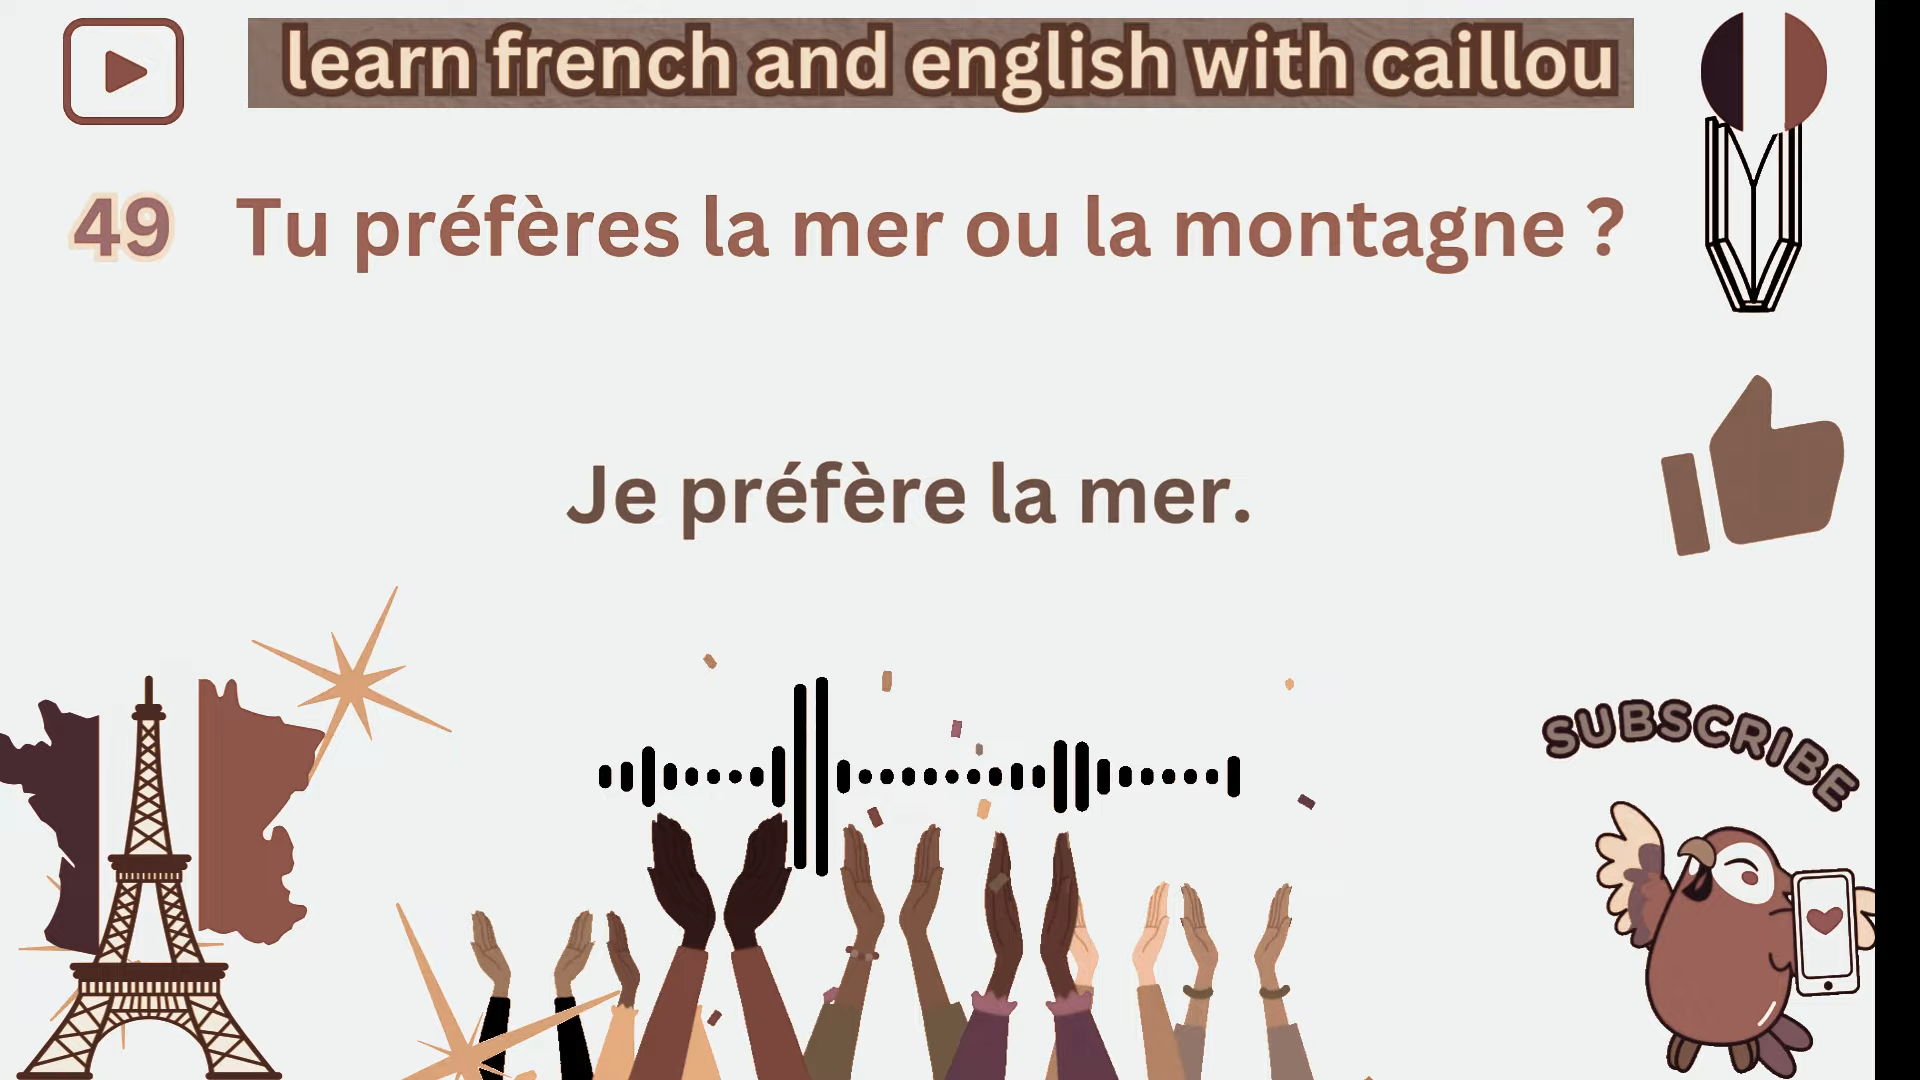 learn french and english with caillou
49 Tu préfères la mer ou la montagne ?
Je préfère la mer.
SUBSCRIBE